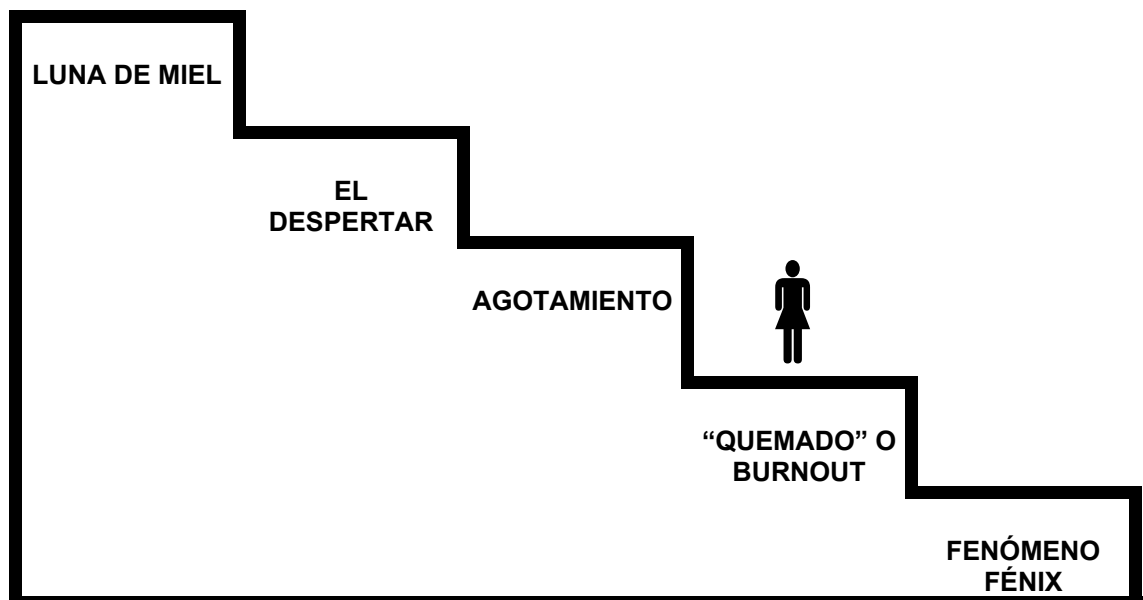 LUNA DE MIEL
EL
DESPERTAR
AGOTAMIENTO
“QUEMADO” O
BURNOUT
FENÓMENO
FÉNIX